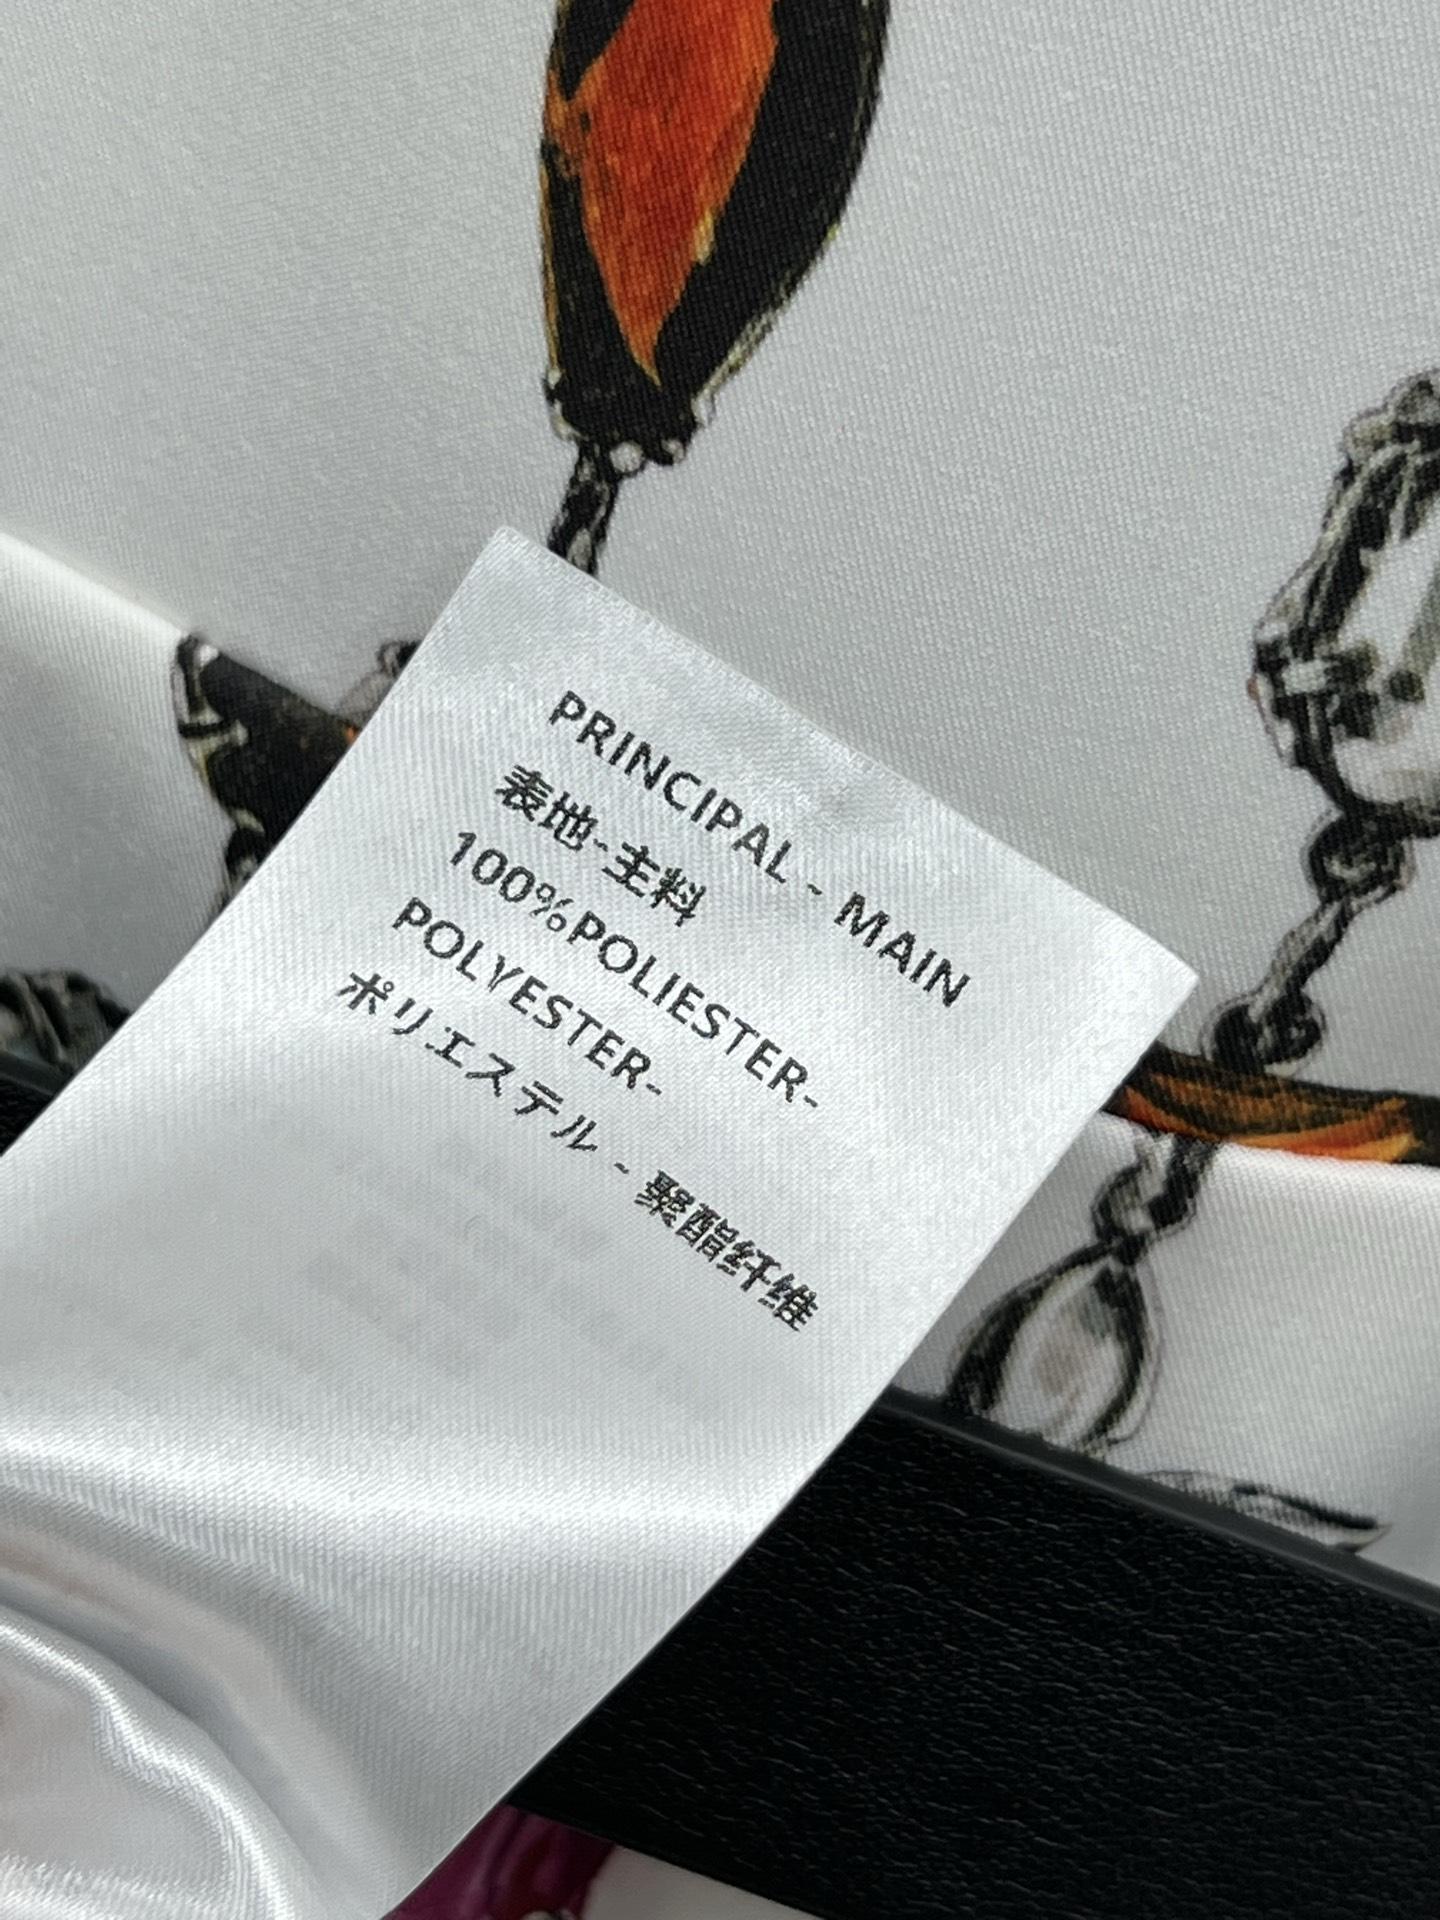 PRINCIPAL - MAIN
表地-主料
100%POLIESTER-
POLYESTER-
ポリエステル - 聚酯纤维